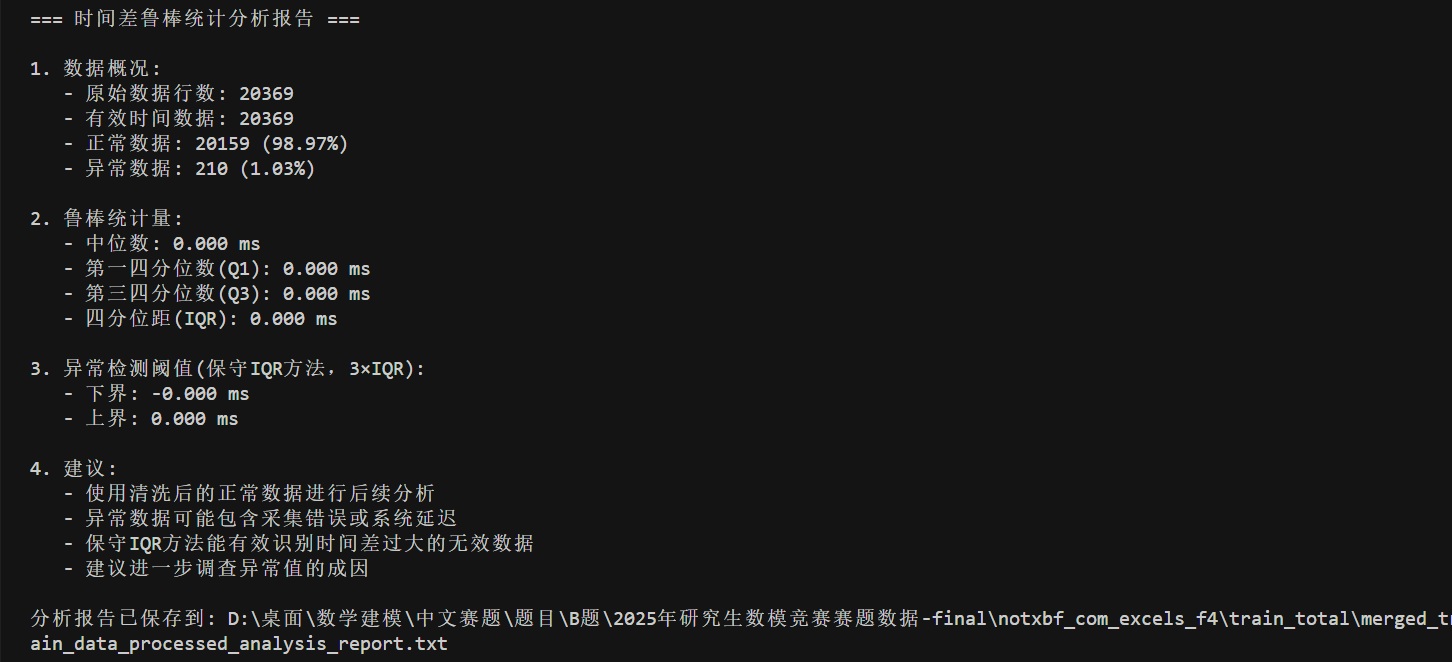 === 时间差鲁棒统计分析报告 ===
1. 数据概况:
- 原始数据行数: 20369
- 有效时间数据: 20369
- 正常数据: 20159 (98.97%)
- 异常数据: 210 (1.03%)
2. 鲁棒统计量:
- 中位数: 0.000 ms
- 第一四分位数(Q1): 0.000 ms
- 第三四分位数(Q3): 0.000 ms
- 四分位距(IQR): 0.000 ms
3. 异常检测阈值(保守IQR方法，3×IQR):
- 下界: -0.000 ms
- 上界: 0.000 ms
4. 建议:
- 使用清洗后的正常数据进行后续分析
- 异常数据可能包含采集错误或系统延迟
- 保守IQR方法能有效识别时间差过大的无效数据
- 建议进一步调查异常值的成因
分析报告已保存到: D:\桌面\数学建模\中文赛题\题目\B题\2025年研究生数模竞赛赛题数据-final\notxbf_com_excels_f4\train_total\merged_tr
ain_data_processed_analysis_report.txt